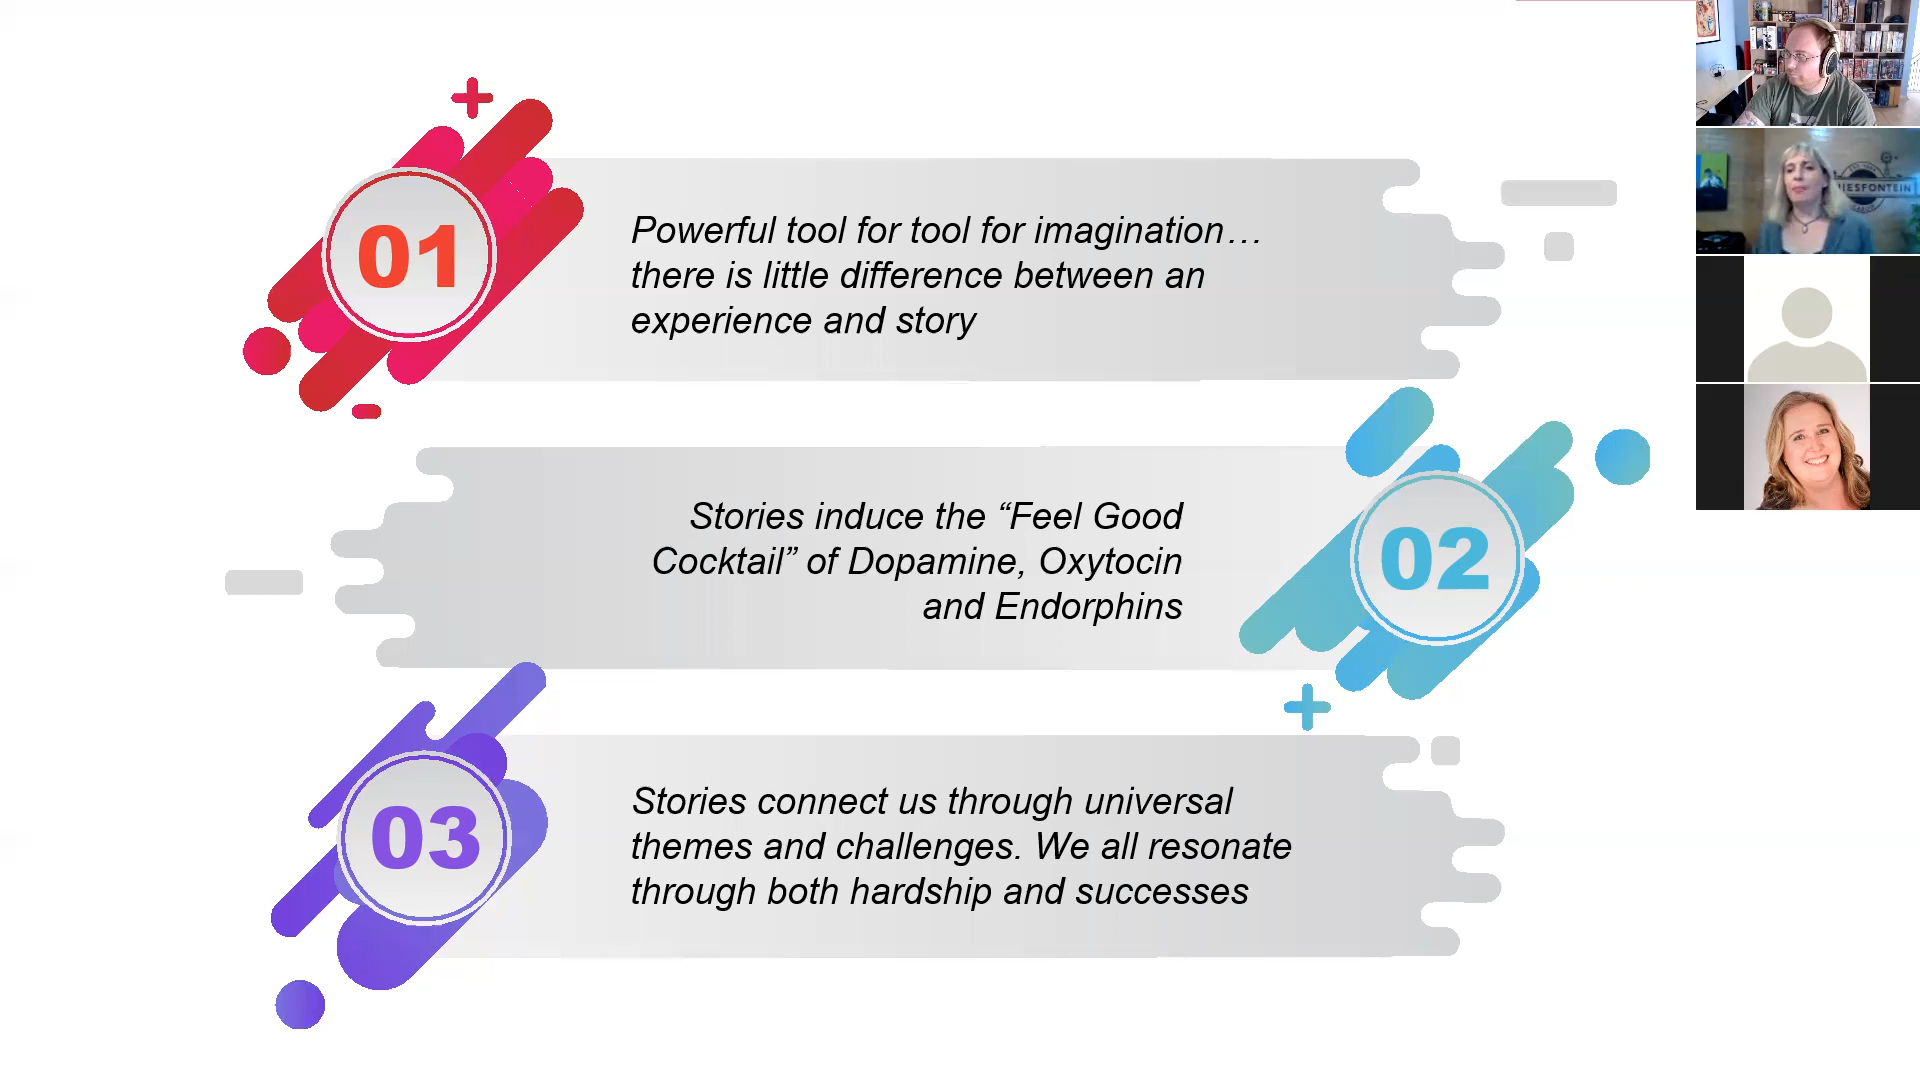 01
Powerful tool for tool for imagination…
there is little difference between an
experience and story
02
Stories induce the “Feel Good
Cocktail” of Dopamine, Oxytocin
and Endorphins
03
Stories connect us through universal
themes and challenges. We all resonate
through both hardship and successes